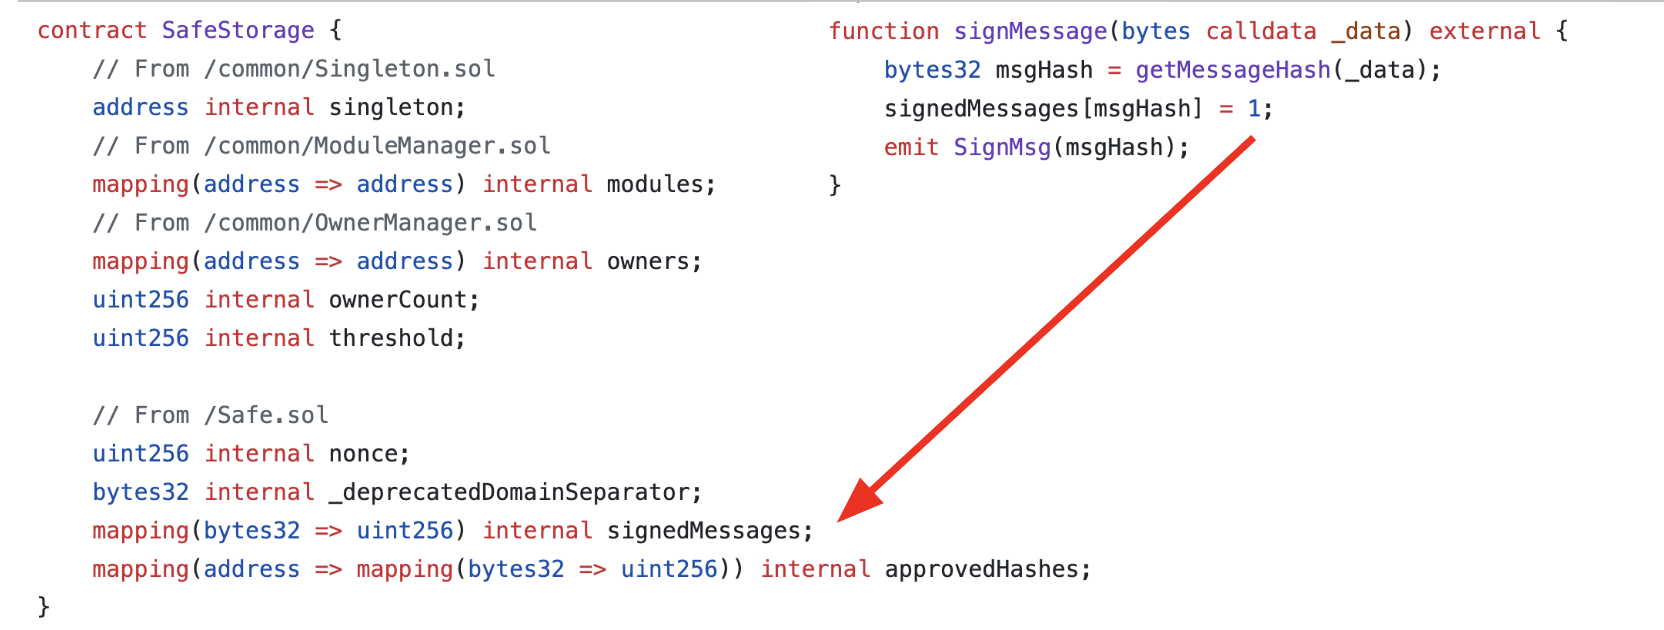 contract SafeStorage {
// From /common/Singleton.sol
address internal singleton;
// From /common/ModuleManager.sol
mapping(address => address) internal modules;
// From /common/OwnerManager.sol
mapping(address => address) internal owners;
uint256 internal ownerCount;
uint256 internal threshold;
// From /Safe.sol
uint256 internal nonce;
bytes32 internal _deprecatedDomainSeparator;
mapping(bytes32 => uint256) internal signedMessages;
mapping(address => mapping(bytes32 => uint256)) internal approvedHashes;
}
function signMessage(bytes calldata _data) external {
bytes32 msgHash = getMessageHash(_data);
signedMessages[msgHash] = 1;
emit SignMsg(msgHash);
}